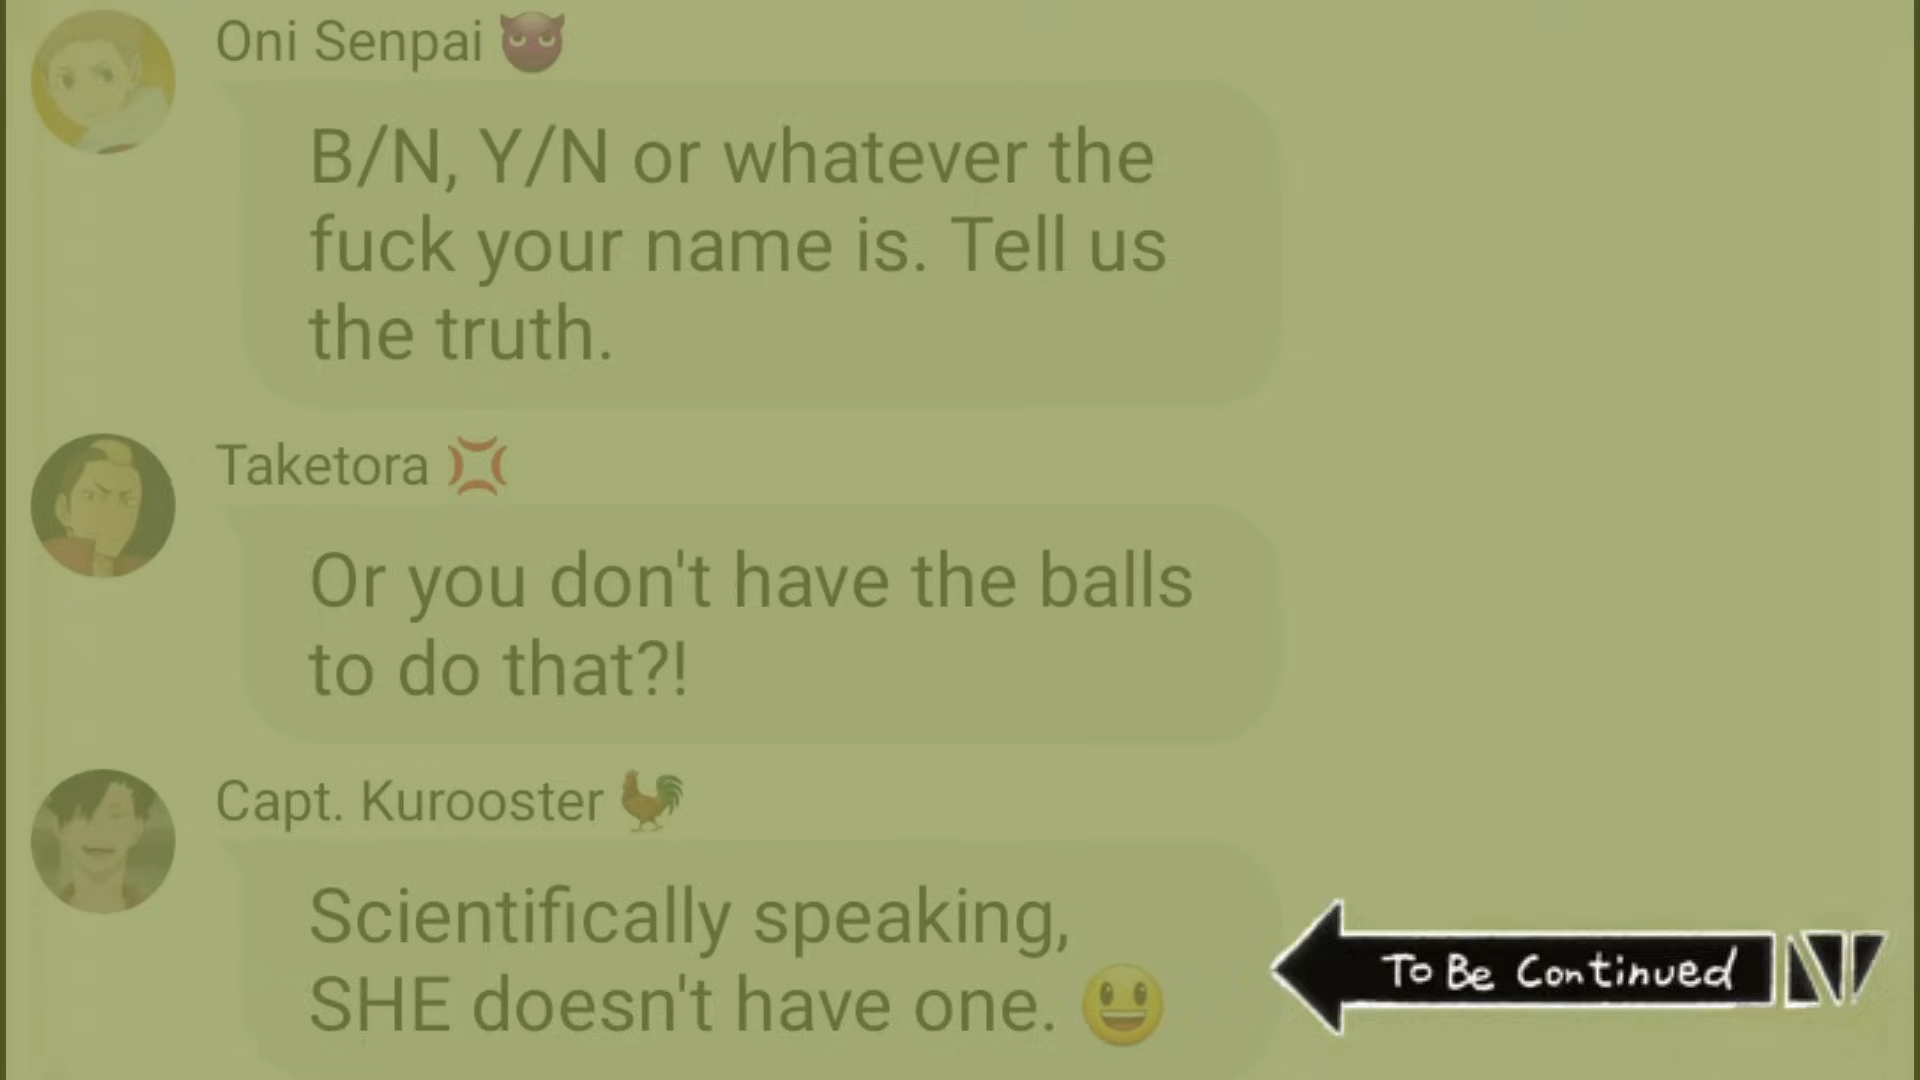 Oni Senpai 👿
B/N, Y/N or whatever the
fuck your name is. Tell us
the truth.
Taketora 💢
Or you don't have the balls
to do that?!
Capt. Kurooster 🐓
Scientifically speaking,
SHE doesn't have one. 😃
To Be Continued